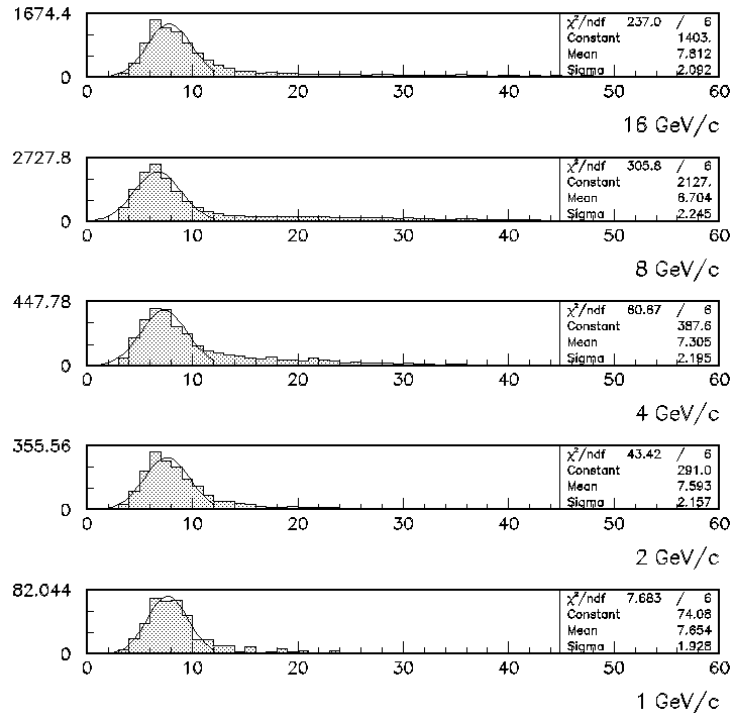 1674.4
χ²/ndf 237.0 / 6
Constant 1403.
Mean 7.812
Sigma 2.092
0
0 10 20 30 40 50 60
16 GeV/c
2727.8
χ²/ndf 305.8 / 6
Constant 2127.
Mean 6.704
Sigma 2.245
0
0 10 20 30 40 50 60
8 GeV/c
447.78
χ²/ndf 60.67 / 6
Constant 387.6
Mean 7.305
Sigma 2.195
0
0 10 20 30 40 50 60
4 GeV/c
355.56
χ²/ndf 43.42 / 6
Constant 291.0
Mean 7.593
Sigma 2.157
0
0 10 20 30 40 50 60
2 GeV/c
82.044
χ²/ndf 7.683 / 6
Constant 74.08
Mean 7.654
Sigma 1.928
0
0 10 20 30 40 50 60
1 GeV/c